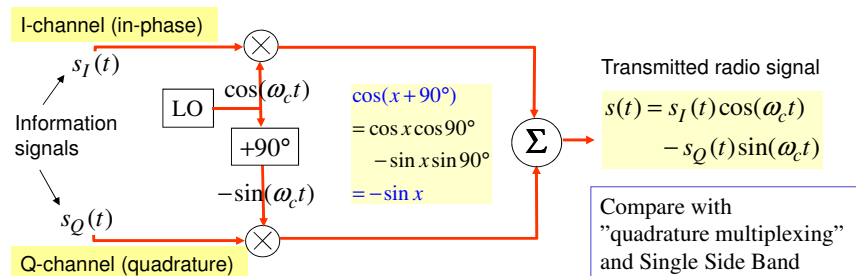 I-channel (in-phase)
s_I(t)
cos(ω_c t)
LO
Information
signals
+90°
−sin(ω_c t)
s_Q(t)
Q-channel (quadrature)
cos(x + 90°)
= cos x cos 90°
− sin x sin 90°
= −sin x
Σ
Transmitted radio signal
s(t) = s_I(t) cos(ω_c t)
− s_Q(t) sin(ω_c t)
Compare with
”quadrature multiplexing”
and Single Side Band